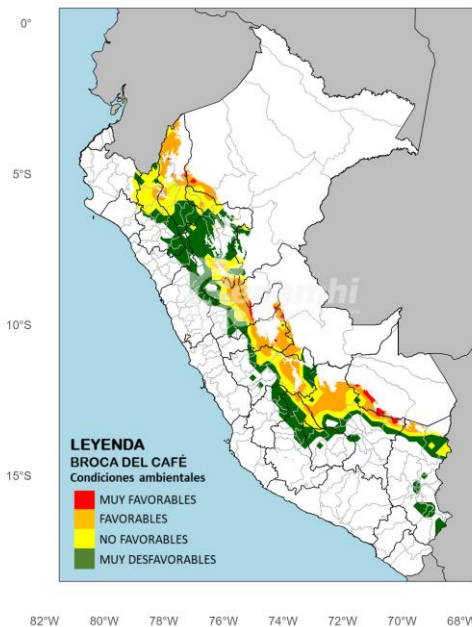 0°
5°S
10°S
15°S
senamhi
LEYENDA
BROCA DEL CAFÉ
Condiciones ambientales
MUY FAVORABLES
FAVORABLES
NO FAVORABLES
MUY DESFAVORABLES
82°W 80°W 78°W 76°W 74°W 72°W 70°W 68°W